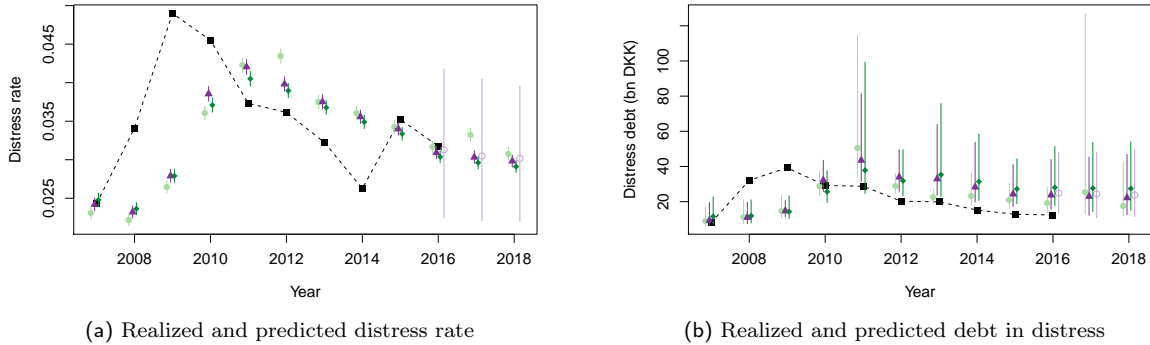 0.045
0.035
0.025
Distress rate
2008 2010 2012 2014 2016 2018
Year
(a) Realized and predicted distress rate
100
80
60
40
20
Distress debt (bn DKK)
2008 2010 2012 2014 2016 2018
Year
(b) Realized and predicted debt in distress